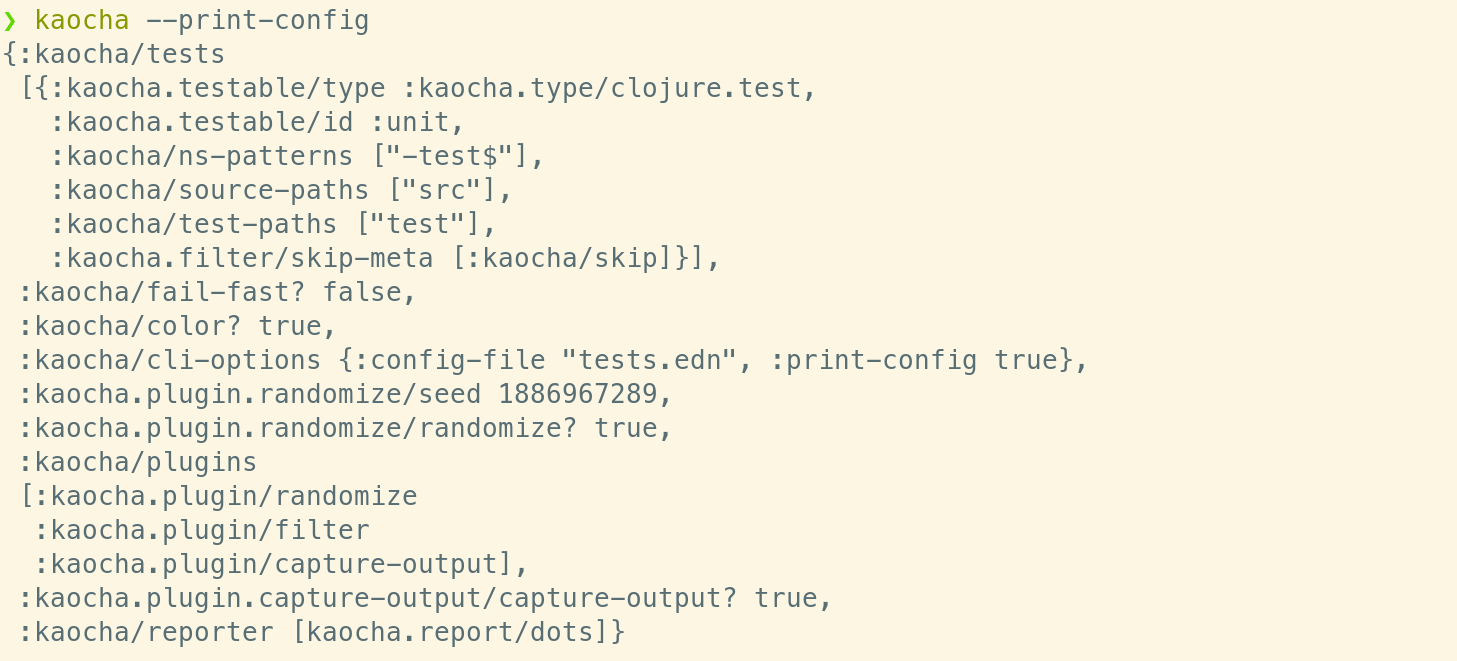 ❯ kaocha --print-config
{:kaocha/tests
 [{:kaocha.testable/type :kaocha.type/clojure.test,
   :kaocha.testable/id :unit,
   :kaocha/ns-patterns ["-test$"],
   :kaocha/source-paths ["src"],
   :kaocha/test-paths ["test"],
   :kaocha.filter/skip-meta [:kaocha/skip]}],
 :kaocha/fail-fast? false,
 :kaocha/color? true,
 :kaocha/cli-options {:config-file "tests.edn", :print-config true},
 :kaocha.plugin.randomize/seed 1886967289,
 :kaocha.plugin.randomize/randomize? true,
 :kaocha/plugins
 [:kaocha.plugin/randomize
  :kaocha.plugin/filter
  :kaocha.plugin/capture-output],
 :kaocha.plugin.capture-output/capture-output? true,
 :kaocha/reporter [kaocha.report/dots]}